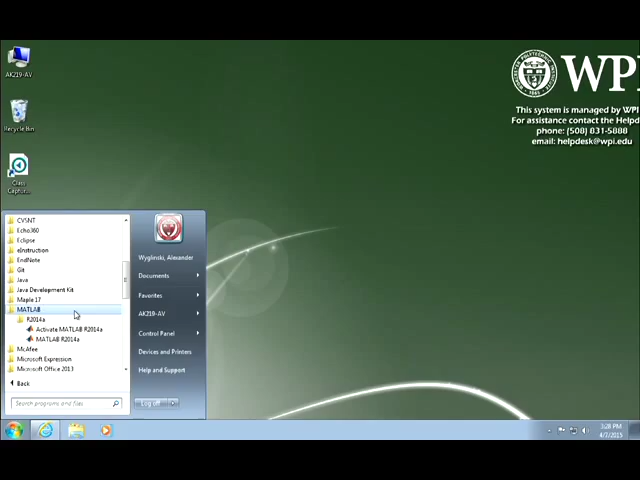 AK219-AV
Recycle Bin
Class
Captur...
WPI
This system is managed by WPI
For assistance contact the Helpde
phone: (508) 831-5888
email: helpdesk@wpi.edu
CVSNT
Echo360
Eclipse
eInstruction
EndNote
Git
Java
Java Development Kit
Maple 17
MATLAB
R2014a
Activate MATLAB R2014a
MATLAB R2014a
McAfee
Microsoft Expression
Microsoft Office 2013
Back
Search programs and files
Wyglinski, Alexander
Documents
Favorites
AK219-AV
Control Panel
Devices and Printers
Help and Support
Log off
3:28 PM
4/7/2015